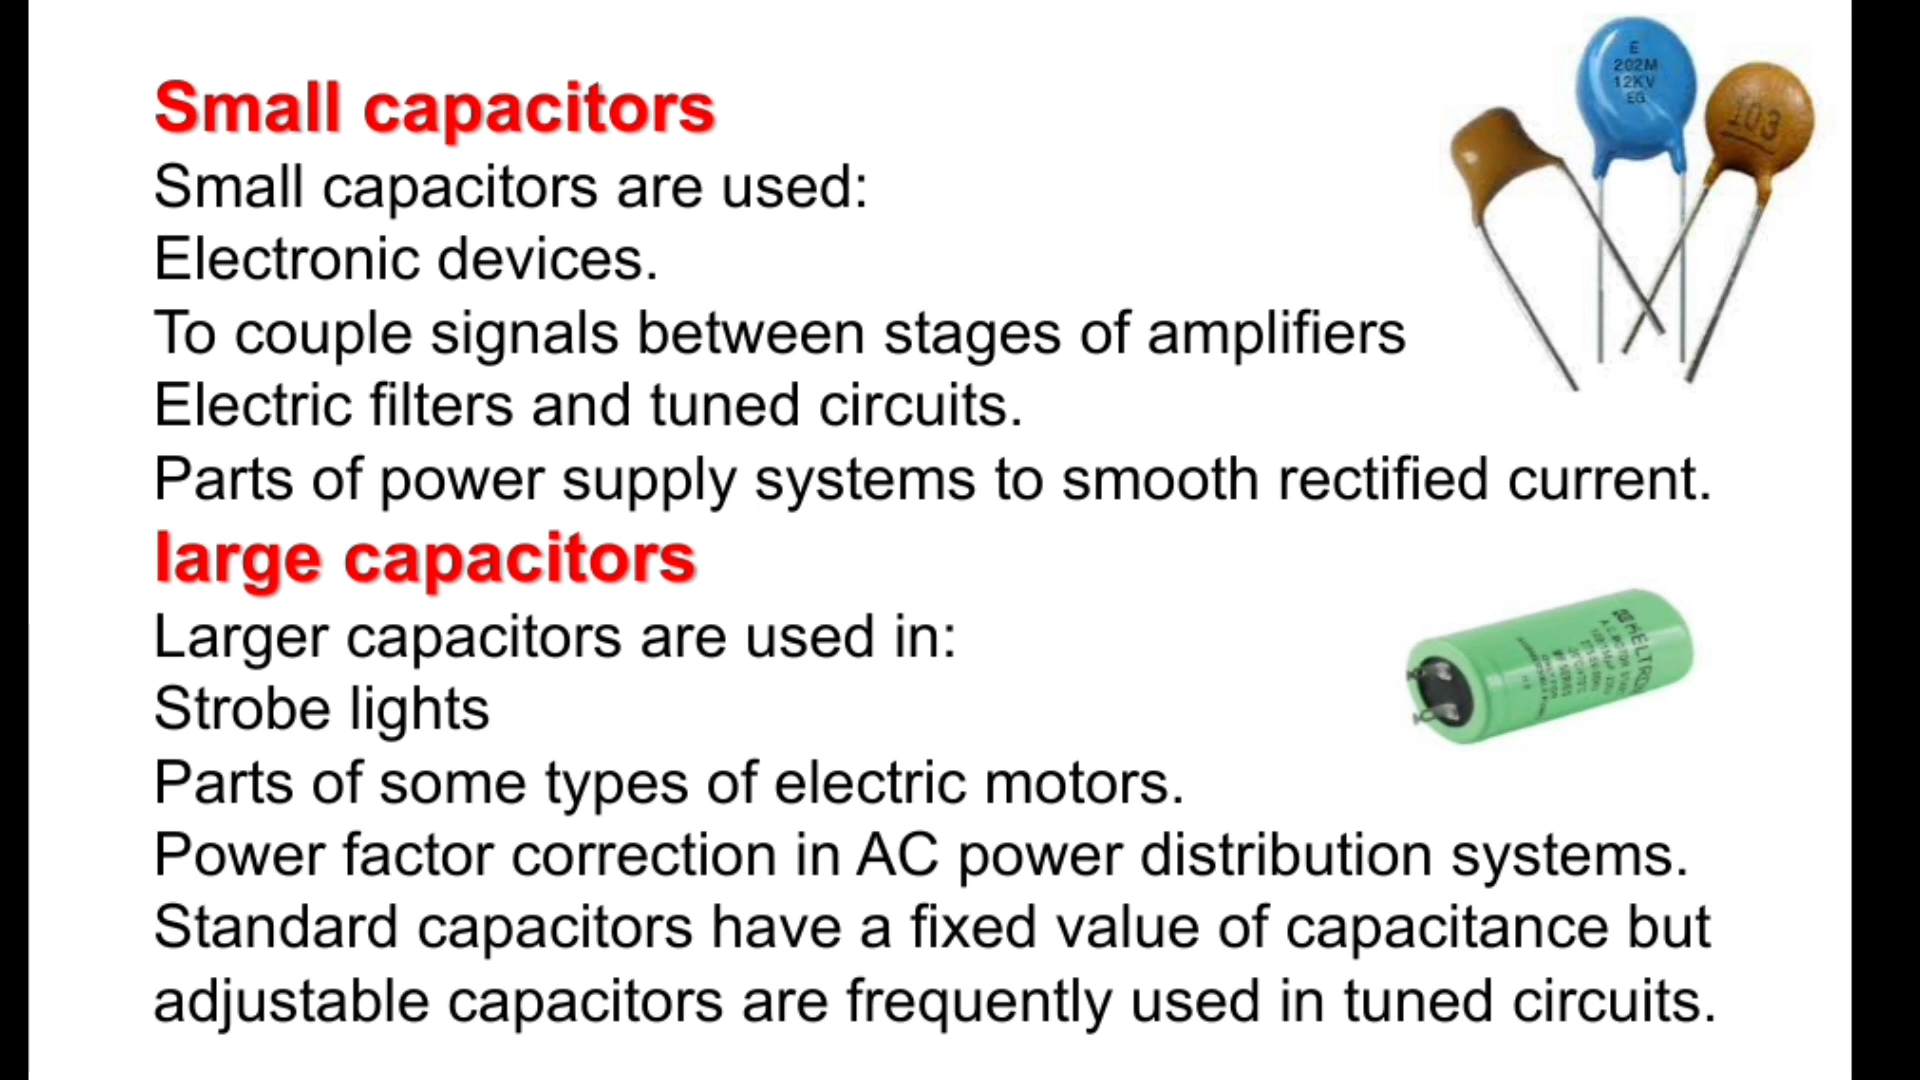 Small capacitors
Small capacitors are used:
Electronic devices.
To couple signals between stages of amplifiers
Electric filters and tuned circuits.
Parts of power supply systems to smooth rectified current.
large capacitors
Larger capacitors are used in:
Strobe lights
Parts of some types of electric motors.
Power factor correction in AC power distribution systems.
Standard capacitors have a fixed value of capacitance but
adjustable capacitors are frequently used in tuned circuits.
E
202M
12KV
EG
103
KELTRON